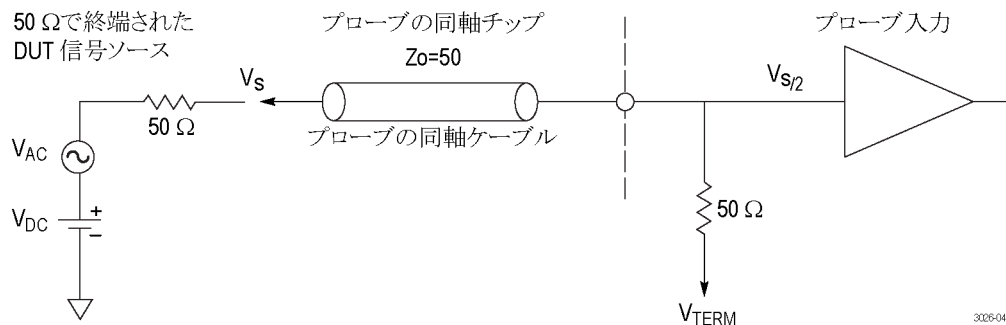 50 Ωで終端された
DUT 信号ソース
プローブの同軸チップ
Zo=50
プローブ入力
VS
VS/2
50 Ω
プローブの同軸ケーブル
VAC
VDC
+
−
50 Ω
VTERM
3026-04